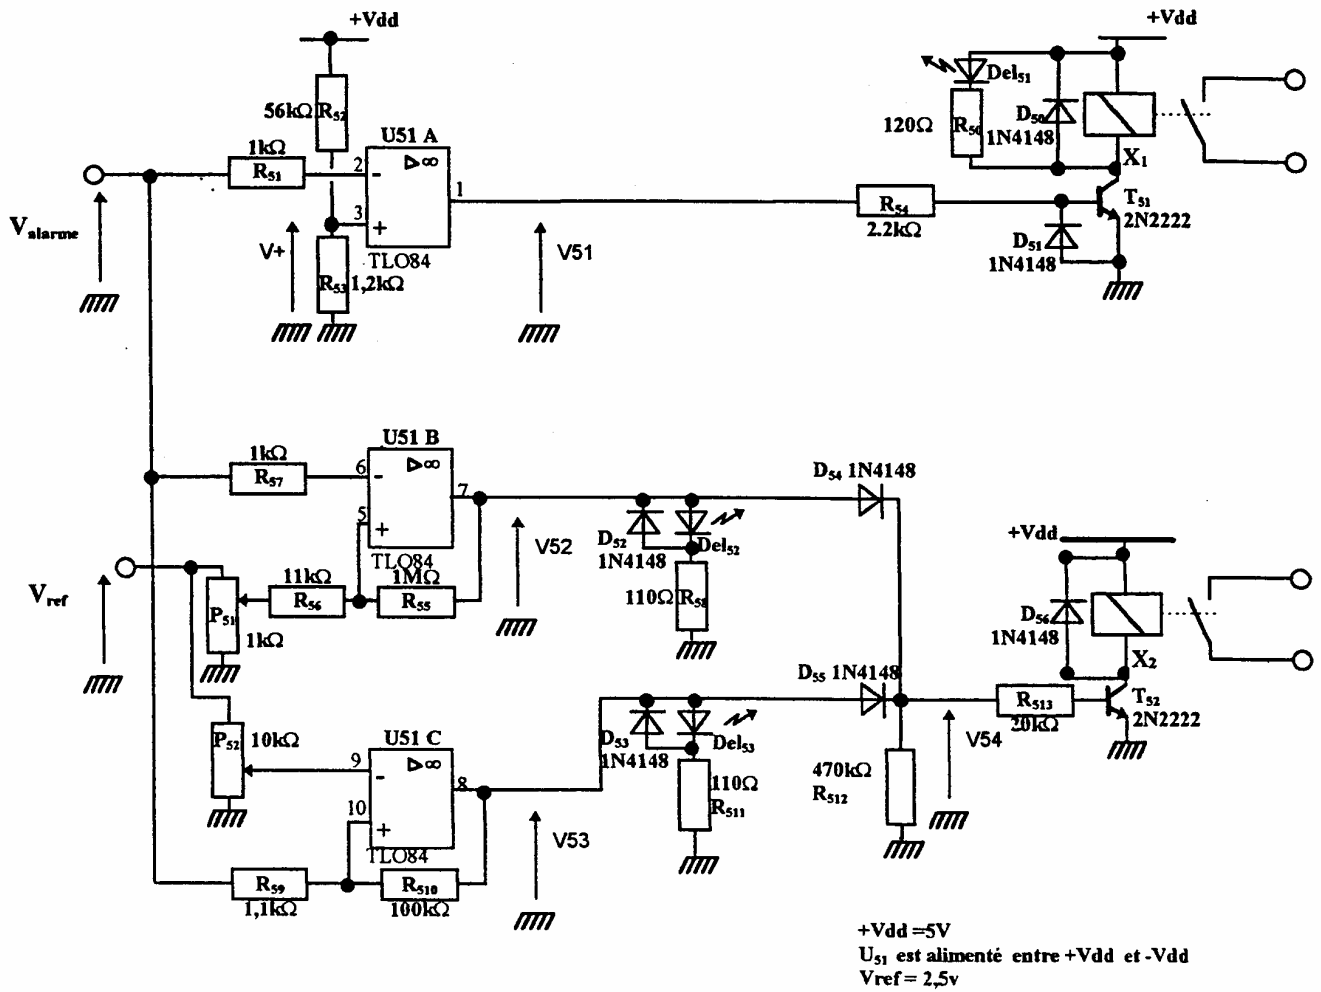 +Vdd
+Vdd
56kΩ R52
Del51
U51 A
120Ω R50
D50
1N4148
1kΩ
R51
2
-
▷∞
1
X1
Valarme
3
+
V+
TLO84
R53 1,2kΩ
V51
R54
2.2kΩ
T51
2N2222
D51
1N4148
U51 B
1kΩ
R57
6
-
▷∞
7
5
+
TLO84
D54 1N4148
Vref
11kΩ
R56
1MΩ
R55
P51
1kΩ
V52
D52
1N4148
Del52
110Ω R58
+Vdd
D56
1N4148
X2
D55 1N4148
R513
20kΩ
T52
2N2222
P52
10kΩ
U51 C
9
-
▷∞
8
10
+
TLO84
D53
1N4148
Del53
110Ω
R511
470kΩ
R512
V54
V53
R59
1,1kΩ
R510
100kΩ
+Vdd =5V
U51 est alimenté entre +Vdd et -Vdd
Vref = 2,5v